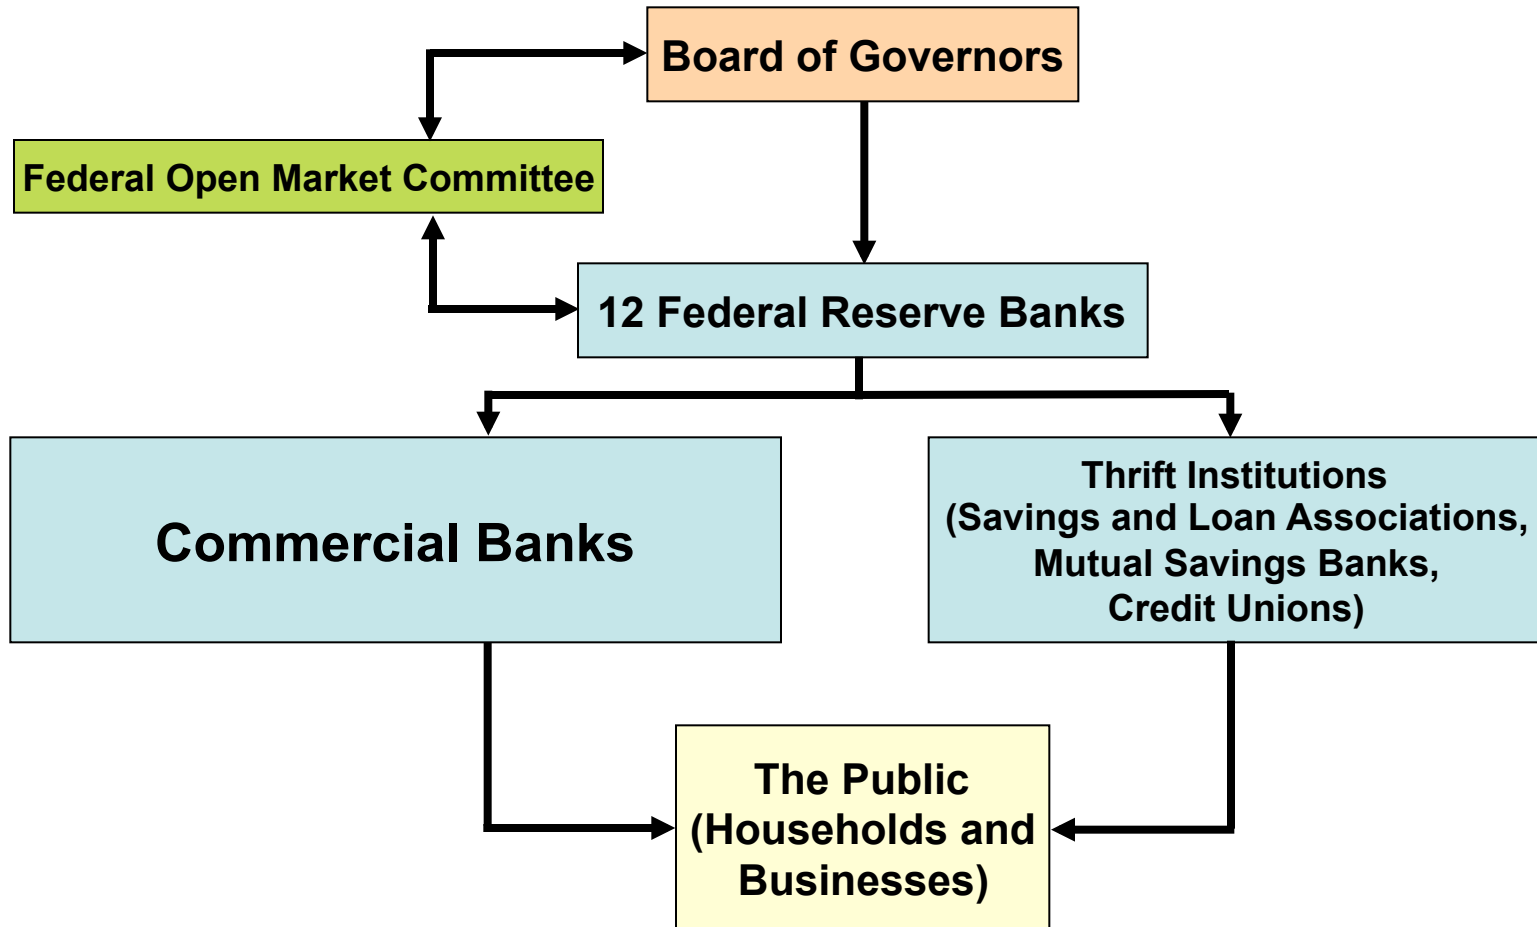 Board of Governors
Federal Open Market Committee
12 Federal Reserve Banks
Commercial Banks
Thrift Institutions
(Savings and Loan Associations,
Mutual Savings Banks,
Credit Unions)
The Public
(Households and
Businesses)